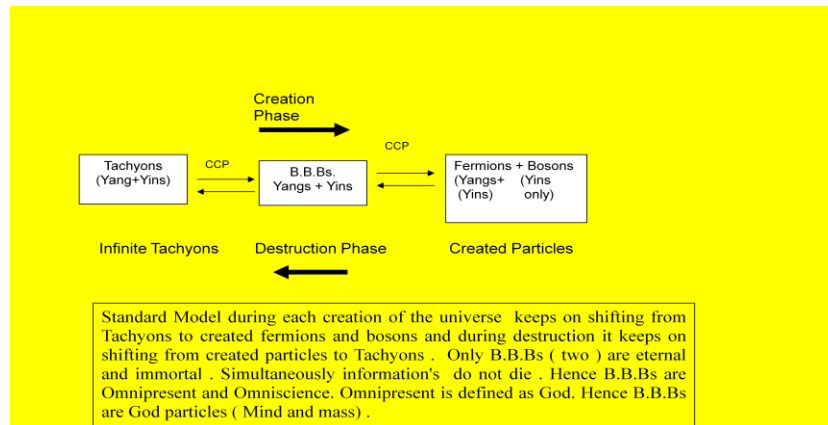 Creation
Phase
CCP
CCP
Tachyons
(Yang+Yins)
B.B.Bs.
Yangs + Yins
Fermions + Bosons
(Yangs+ (Yins
(Yins) only)
Infinite Tachyons
Destruction Phase
Created Particles
Standard Model during each creation of the universe keeps on shifting from
Tachyons to created fermions and bosons and during destruction it keeps on
shifting from created particles to Tachyons . Only B.B.Bs ( two ) are eternal
and immortal . Simultaneously information's do not die . Hence B.B.Bs are
Omnipresent and Omniscience. Omnipresent is defined as God. Hence B.B.Bs
are God particles ( Mind and mass) .